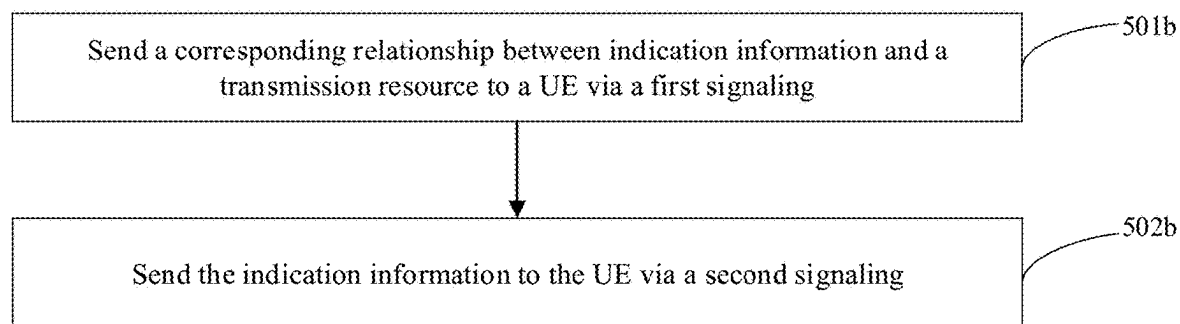 501b
Send a corresponding relationship between indication information and a
transmission resource to a UE via a first signaling
502b
Send the indication information to the UE via a second signaling